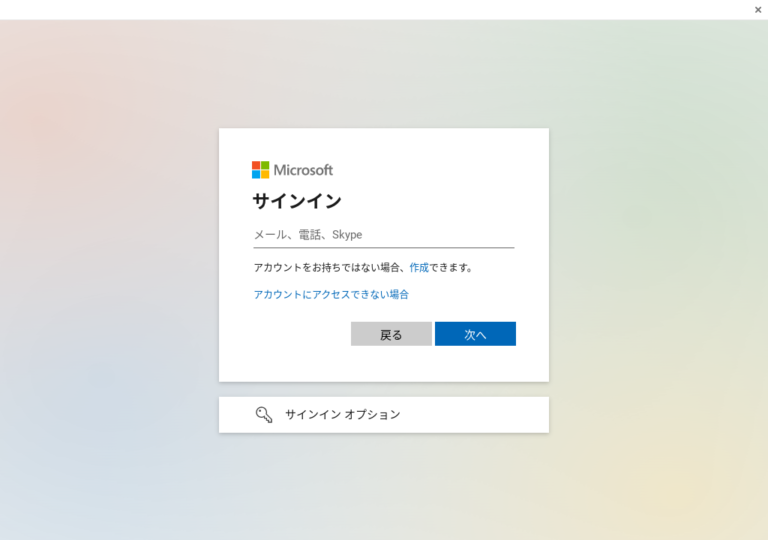 Microsoft
サインイン
メール、電話、Skype
アカウントをお持ちではない場合、作成できます。
アカウントにアクセスできない場合
戻る
次へ
サインイン オプション